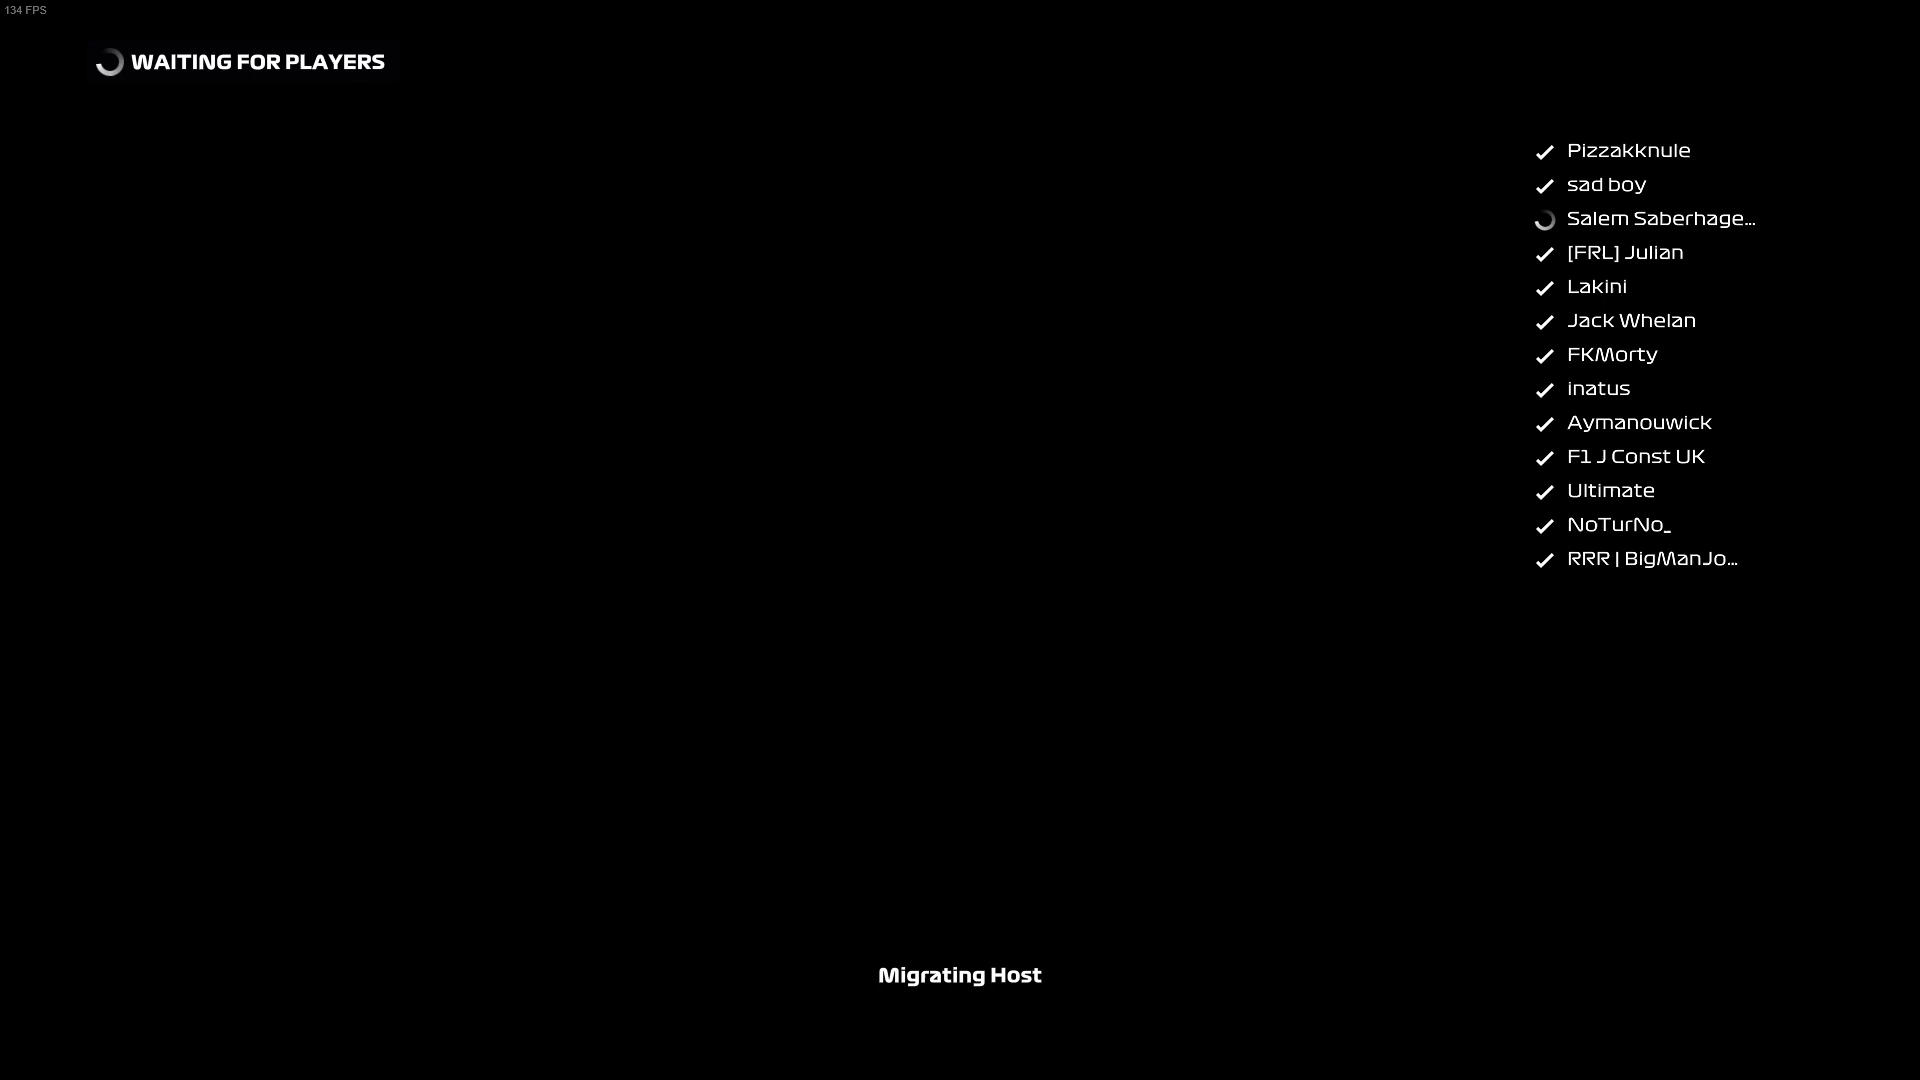 134 FPS
WAITING FOR PLAYERS
Pizzakknule
sad boy
Salem Saberhage...
[FRL] Julian
Lakini
Jack Whelan
FKMorty
inatus
Aymanouwick
F1 J Const UK
Ultimate
NoTurNo_
RRR | BigManJo...
Migrating Host